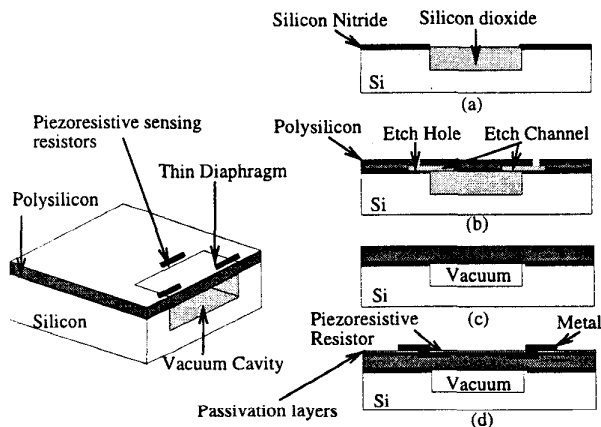 Piezoresistive sensing
resistors
Thin Diaphragm
Polysilicon
Silicon
Vacuum Cavity
Silicon Nitride
Silicon dioxide
Si
(a)
Polysilicon
Etch Hole
Etch Channel
Si
(b)
Vacuum
Si
(c)
Piezoresistive
Resistor
Metal
Vacuum
Passivation layers
Si
(d)